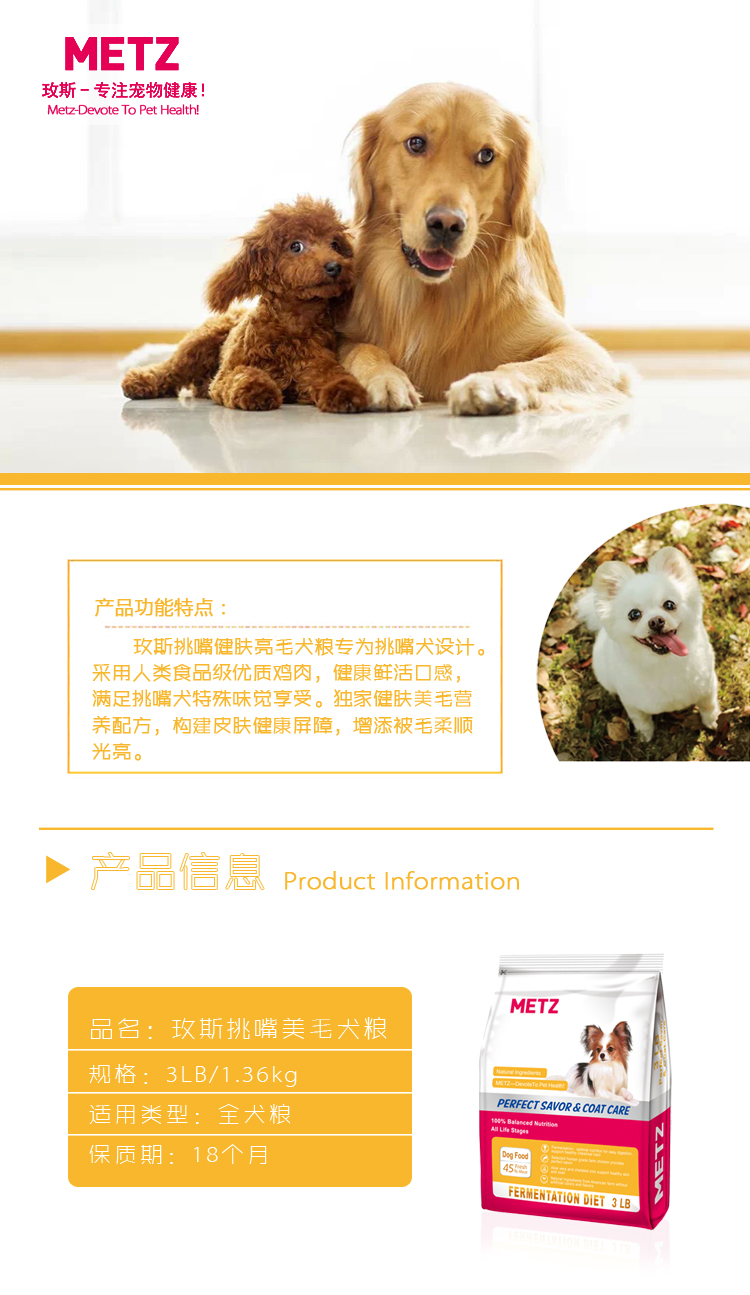 METZ
玫斯－专注宠物健康！
Metz-Devote To Pet Health!
产品功能特点：
玫斯挑嘴健肤亮毛犬粮专为挑嘴犬设计。
采用人类食品级优质鸡肉，健康鲜活口感，
满足挑嘴犬特殊味觉享受。独家健肤美毛营
养配方，构建皮肤健康屏障，增添被毛柔顺
光亮。
产品信息 Product Information
品名：玫斯挑嘴美毛犬粮
规格：3LB/1.36kg
适用类型：全犬粮
保质期：18个月
METZ
Natural Ingredients
METZ—DevoteTo Pet Health!
PERFECT SAVOR & COAT CARE
100% Balanced Nutrition
All Life Stages
Dog Food
45
FERMENTATION DIET 3 LB
METZ